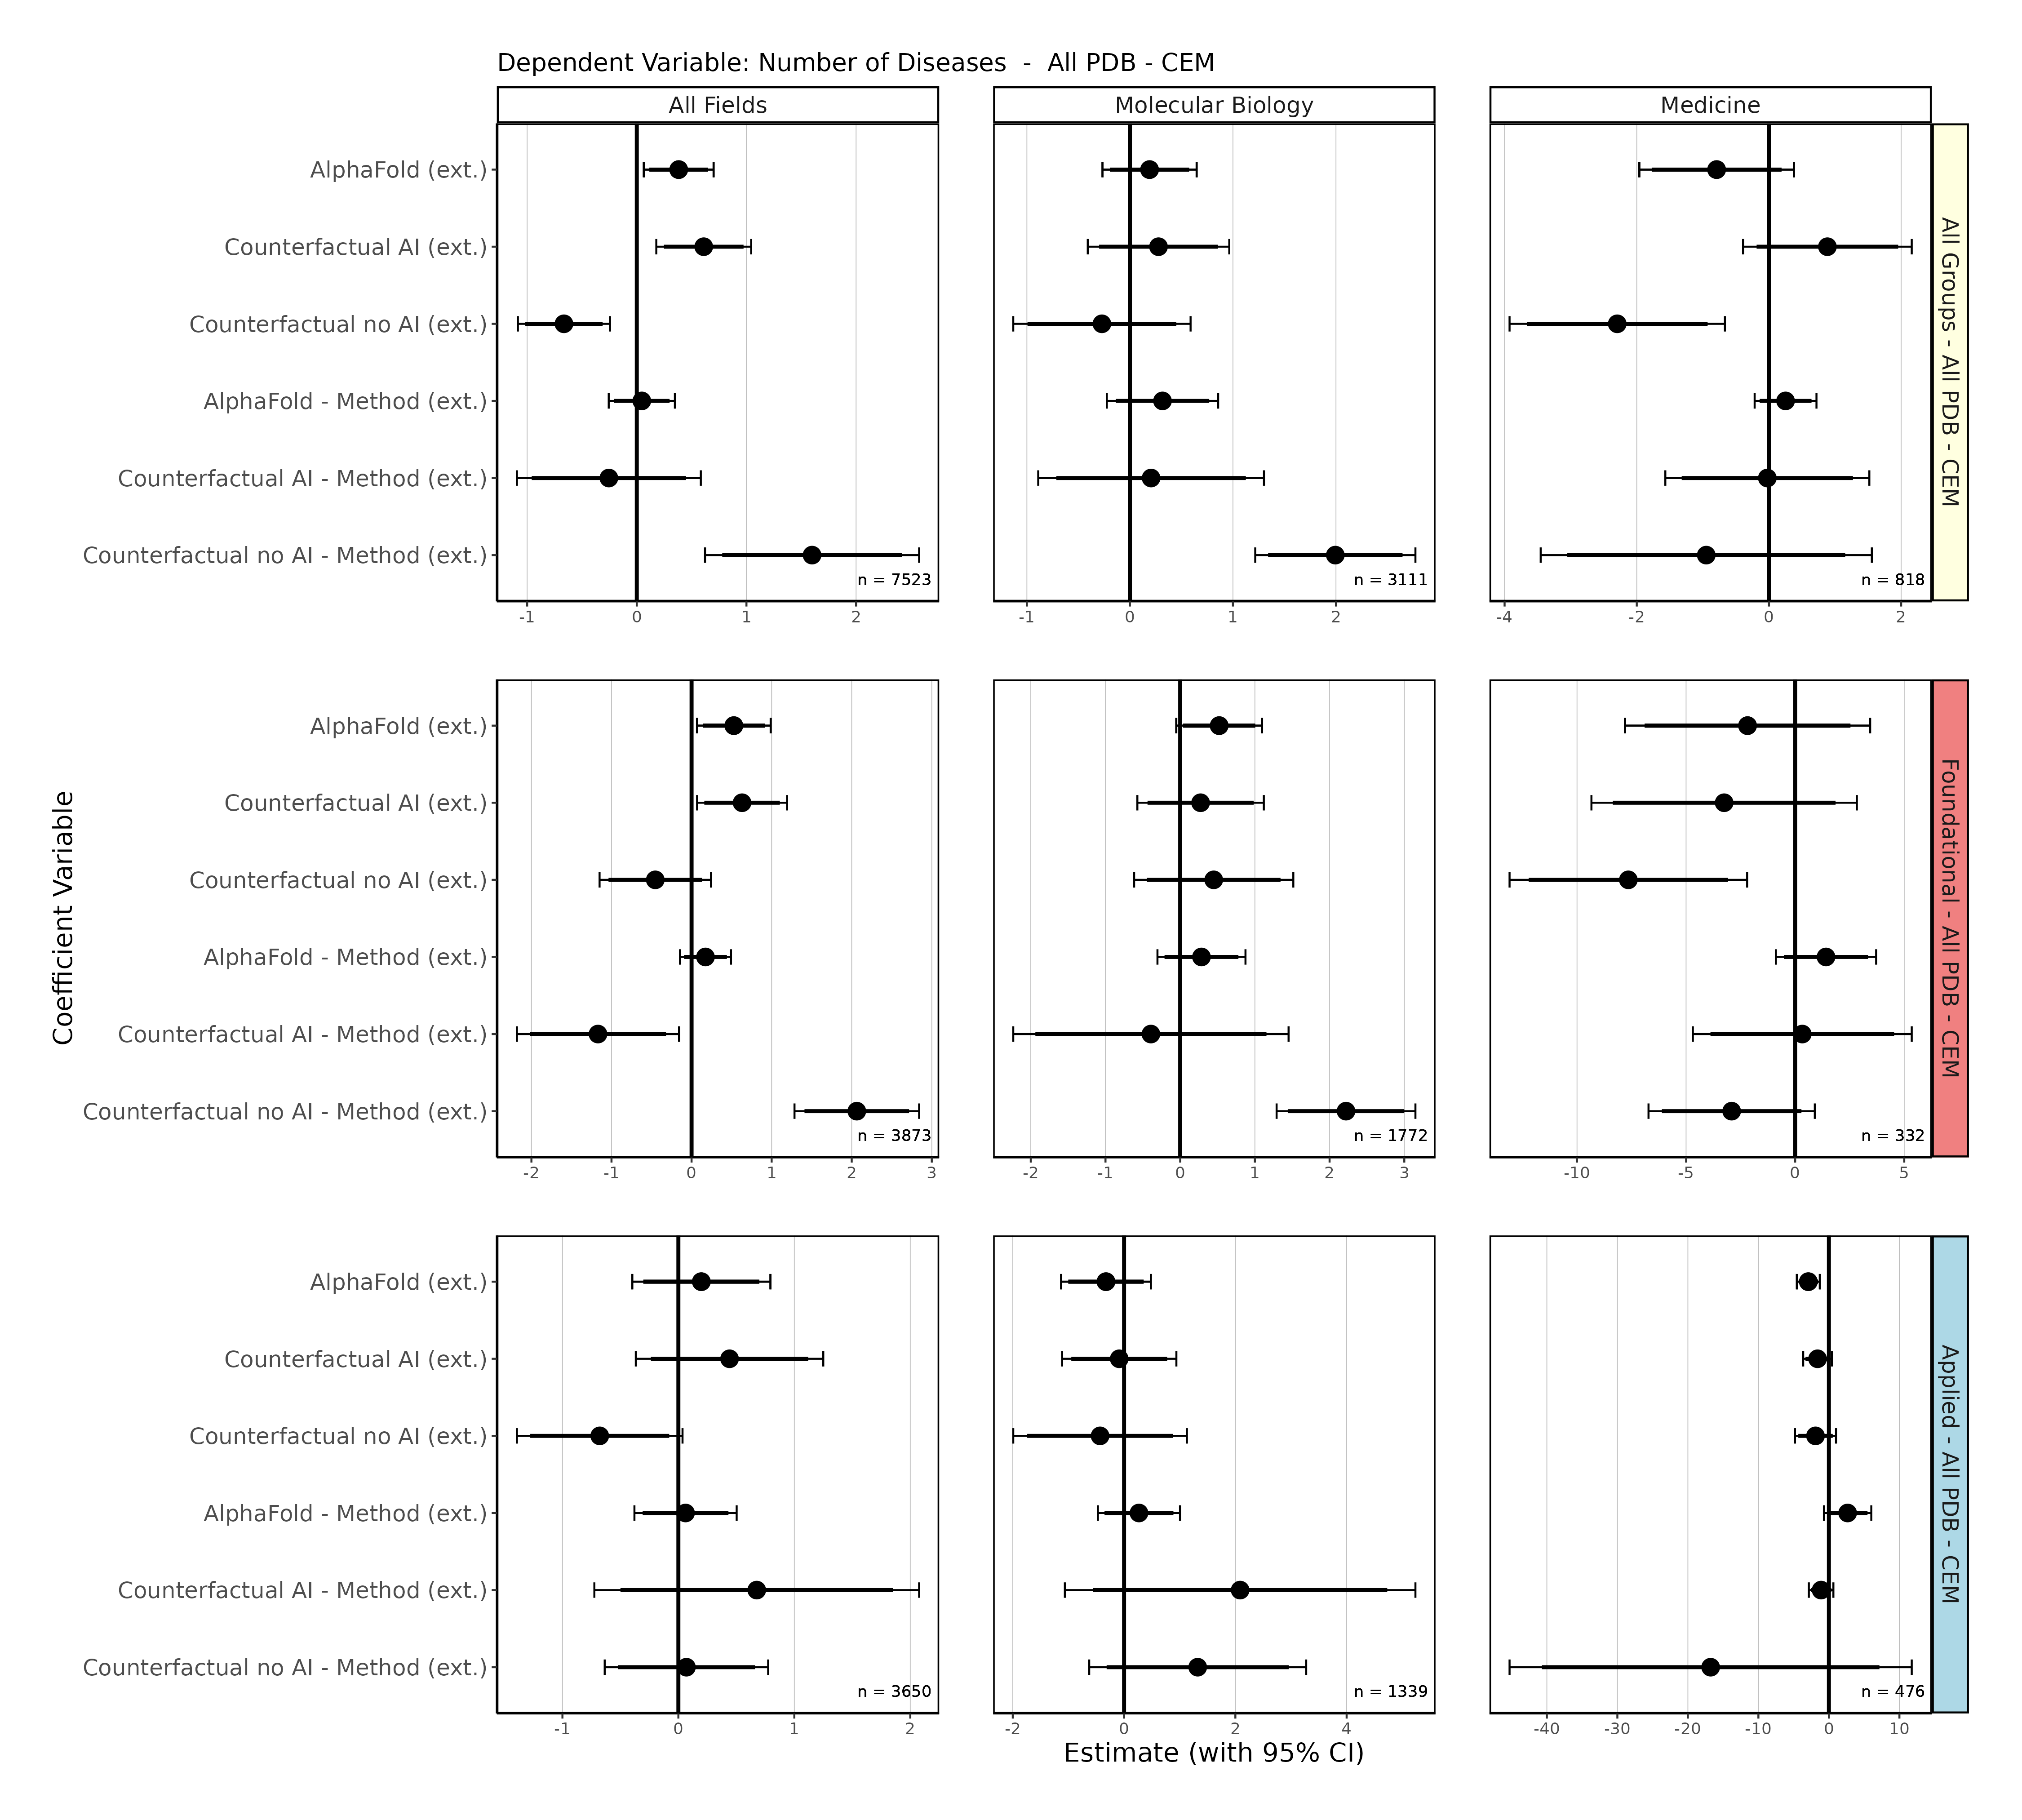 Dependent Variable: Number of Diseases - All PDB - CEM
All Fields
Molecular Biology
Medicine
AlphaFold (ext.)
Counterfactual AI (ext.)
Counterfactual no AI (ext.)
AlphaFold - Method (ext.)
Counterfactual AI - Method (ext.)
Counterfactual no AI - Method (ext.)
n = 7523
n = 3111
n = 818
-1 0 1 2
-1 0 1 2
-4 -2 0 2
All Groups - All PDB - CEM
Coefficient Variable
AlphaFold (ext.)
Counterfactual AI (ext.)
Counterfactual no AI (ext.)
AlphaFold - Method (ext.)
Counterfactual AI - Method (ext.)
Counterfactual no AI - Method (ext.)
n = 3873
n = 1772
n = 332
-2 -1 0 1 2 3
-2 -1 0 1 2 3
-10 -5 0 5
Foundational - All PDB - CEM
AlphaFold (ext.)
Counterfactual AI (ext.)
Counterfactual no AI (ext.)
AlphaFold - Method (ext.)
Counterfactual AI - Method (ext.)
Counterfactual no AI - Method (ext.)
n = 3650
n = 1339
n = 476
-1 0 1 2
-2 0 2 4
-40 -30 -20 -10 0 10
Applied - All PDB - CEM
Estimate (with 95% CI)